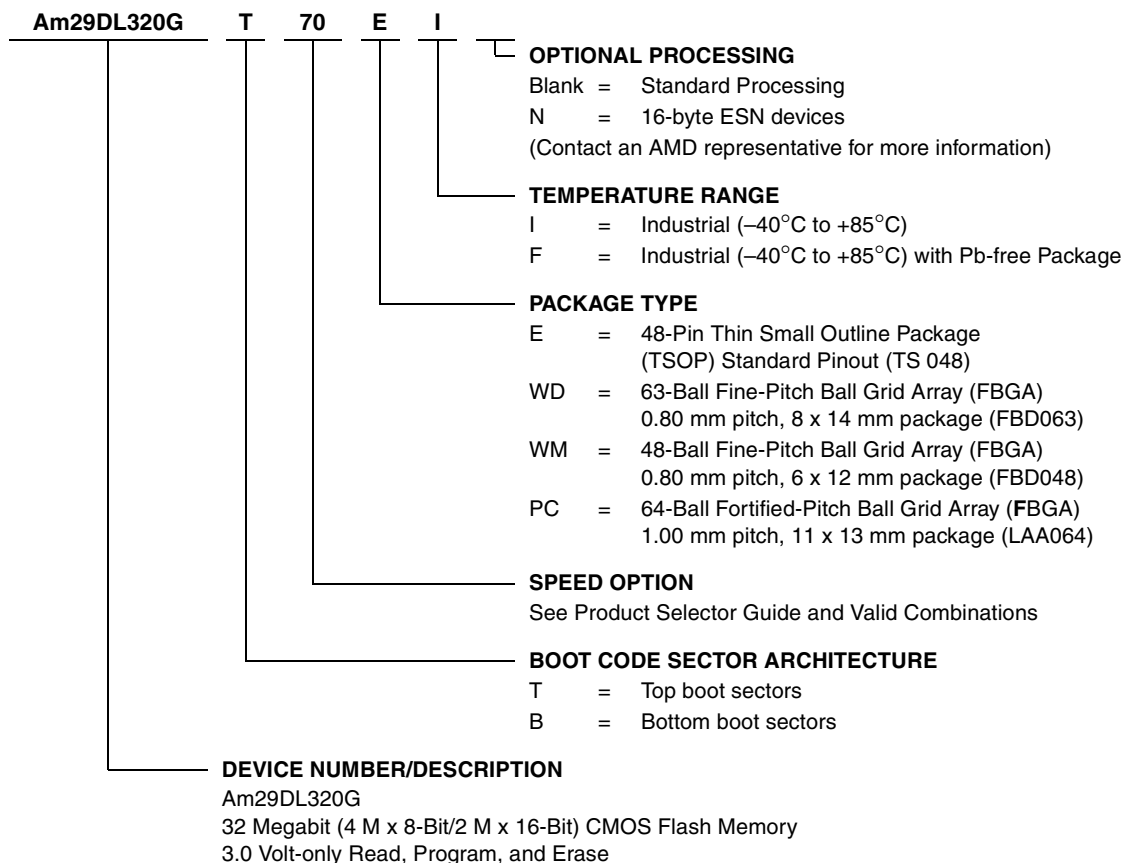 Am29DL320G T 70 E I
OPTIONAL PROCESSING
Blank = Standard Processing
N = 16-byte ESN devices
(Contact an AMD representative for more information)
TEMPERATURE RANGE
I = Industrial (–40°C to +85°C)
F = Industrial (–40°C to +85°C) with Pb-free Package
PACKAGE TYPE
E = 48-Pin Thin Small Outline Package
(TSOP) Standard Pinout (TS 048)
WD = 63-Ball Fine-Pitch Ball Grid Array (FBGA)
0.80 mm pitch, 8 x 14 mm package (FBD063)
WM = 48-Ball Fine-Pitch Ball Grid Array (FBGA)
0.80 mm pitch, 6 x 12 mm package (FBD048)
PC = 64-Ball Fortified-Pitch Ball Grid Array (FBGA)
1.00 mm pitch, 11 x 13 mm package (LAA064)
SPEED OPTION
See Product Selector Guide and Valid Combinations
BOOT CODE SECTOR ARCHITECTURE
T = Top boot sectors
B = Bottom boot sectors
DEVICE NUMBER/DESCRIPTION
Am29DL320G
32 Megabit (4 M x 8-Bit/2 M x 16-Bit) CMOS Flash Memory
3.0 Volt-only Read, Program, and Erase